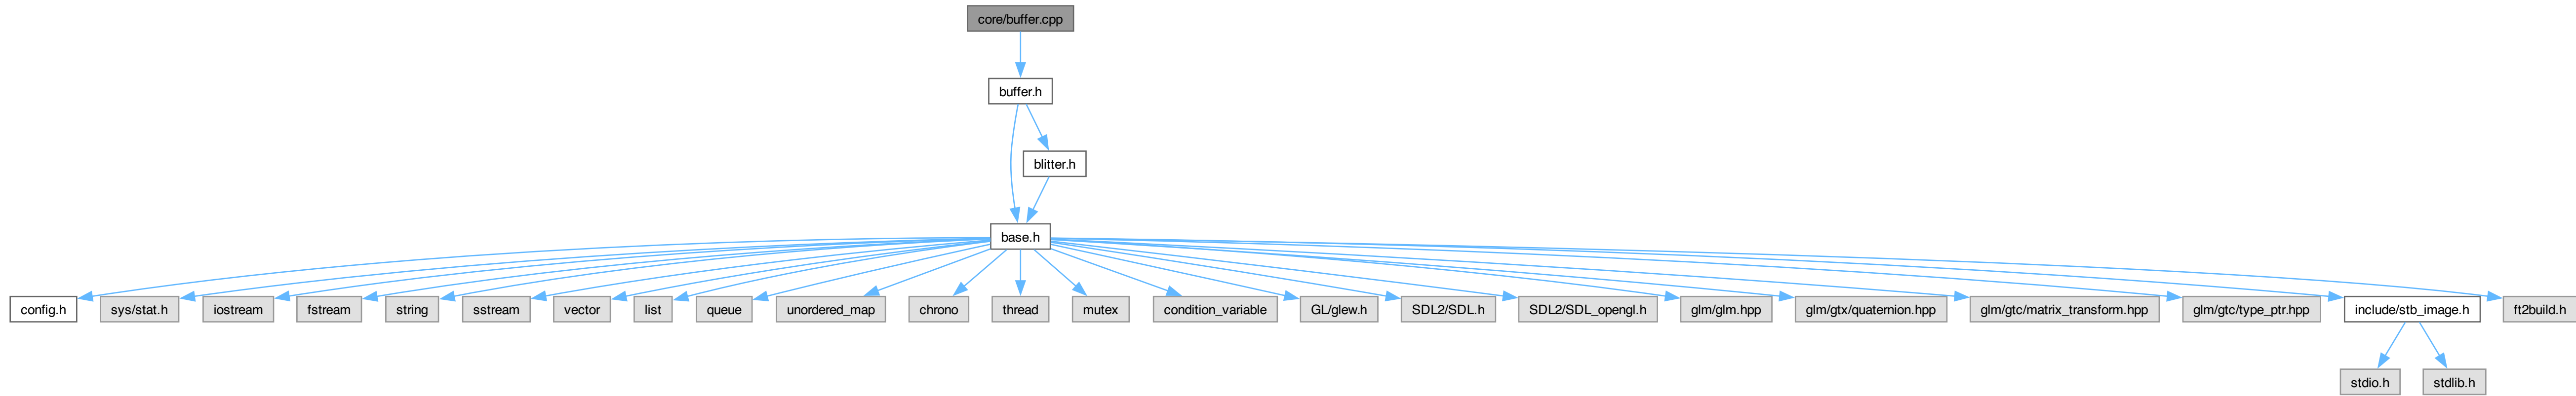 core/buffer.cpp
buffer.h
blitter.h
base.h
config.h
sys/stat.h
iostream
fstream
string
sstream
vector
list
queue
unordered_map
chrono
thread
mutex
condition_variable
GL/glew.h
SDL2/SDL.h
SDL2/SDL_opengl.h
glm/glm.hpp
glm/gtx/quaternion.hpp
glm/gtc/matrix_transform.hpp
glm/gtc/type_ptr.hpp
include/stb_image.h
ft2build.h
stdio.h
stdlib.h